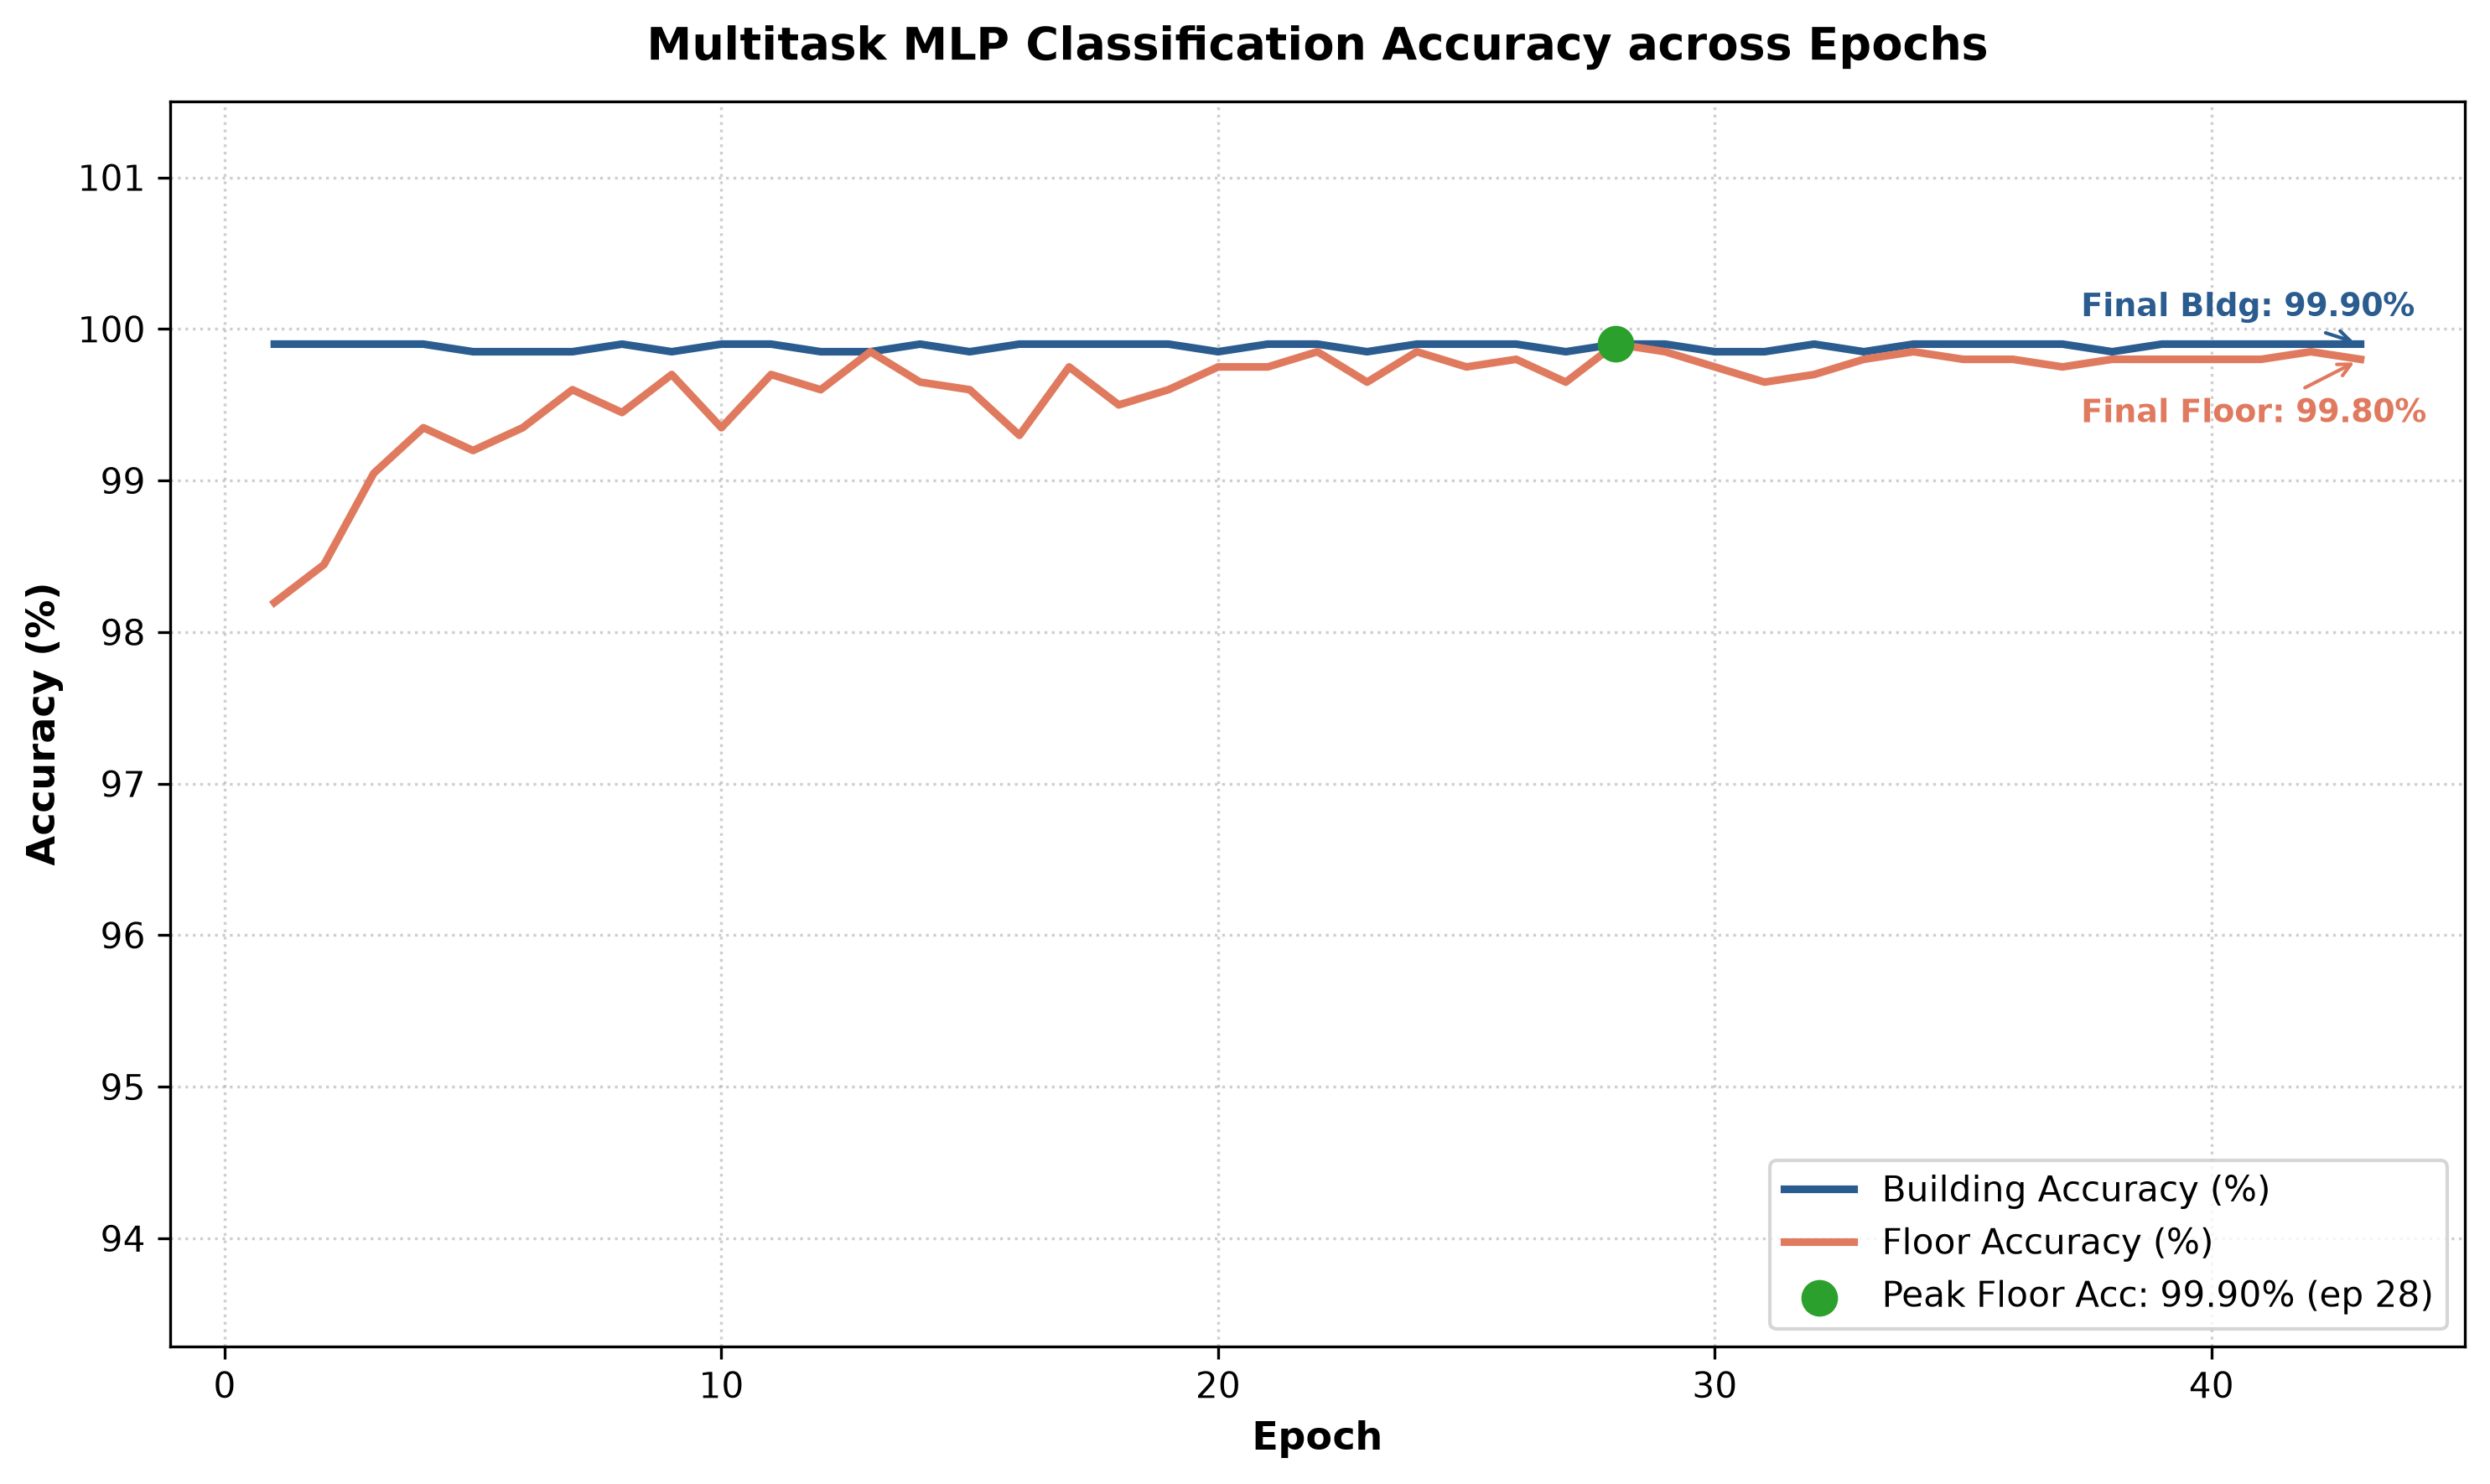 Multitask MLP Classification Accuracy across Epochs
Accuracy (%)
101
100
99
98
97
96
95
94
Final Bldg: 99.90%
Final Floor: 99.80%
Building Accuracy (%)
Floor Accuracy (%)
Peak Floor Acc: 99.90% (ep 28)
0 10 20 30 40
Epoch